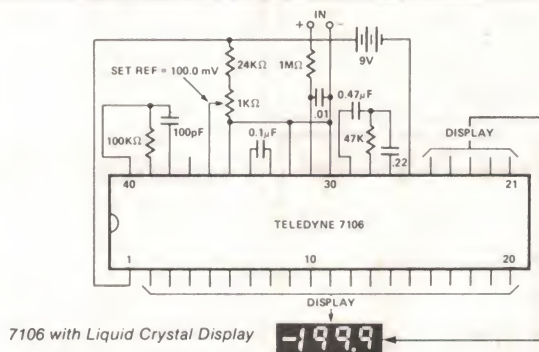 IN
+ -
24KΩ
1MΩ
9V
SET REF = 100.0 mV
1KΩ
0.47µF
.01
100KΩ
100pF
0.1µF
47K
.22
DISPLAY
40
30
21
TELEDYNE 7106
1
10
20
DISPLAY
7106 with Liquid Crystal Display
-199.9